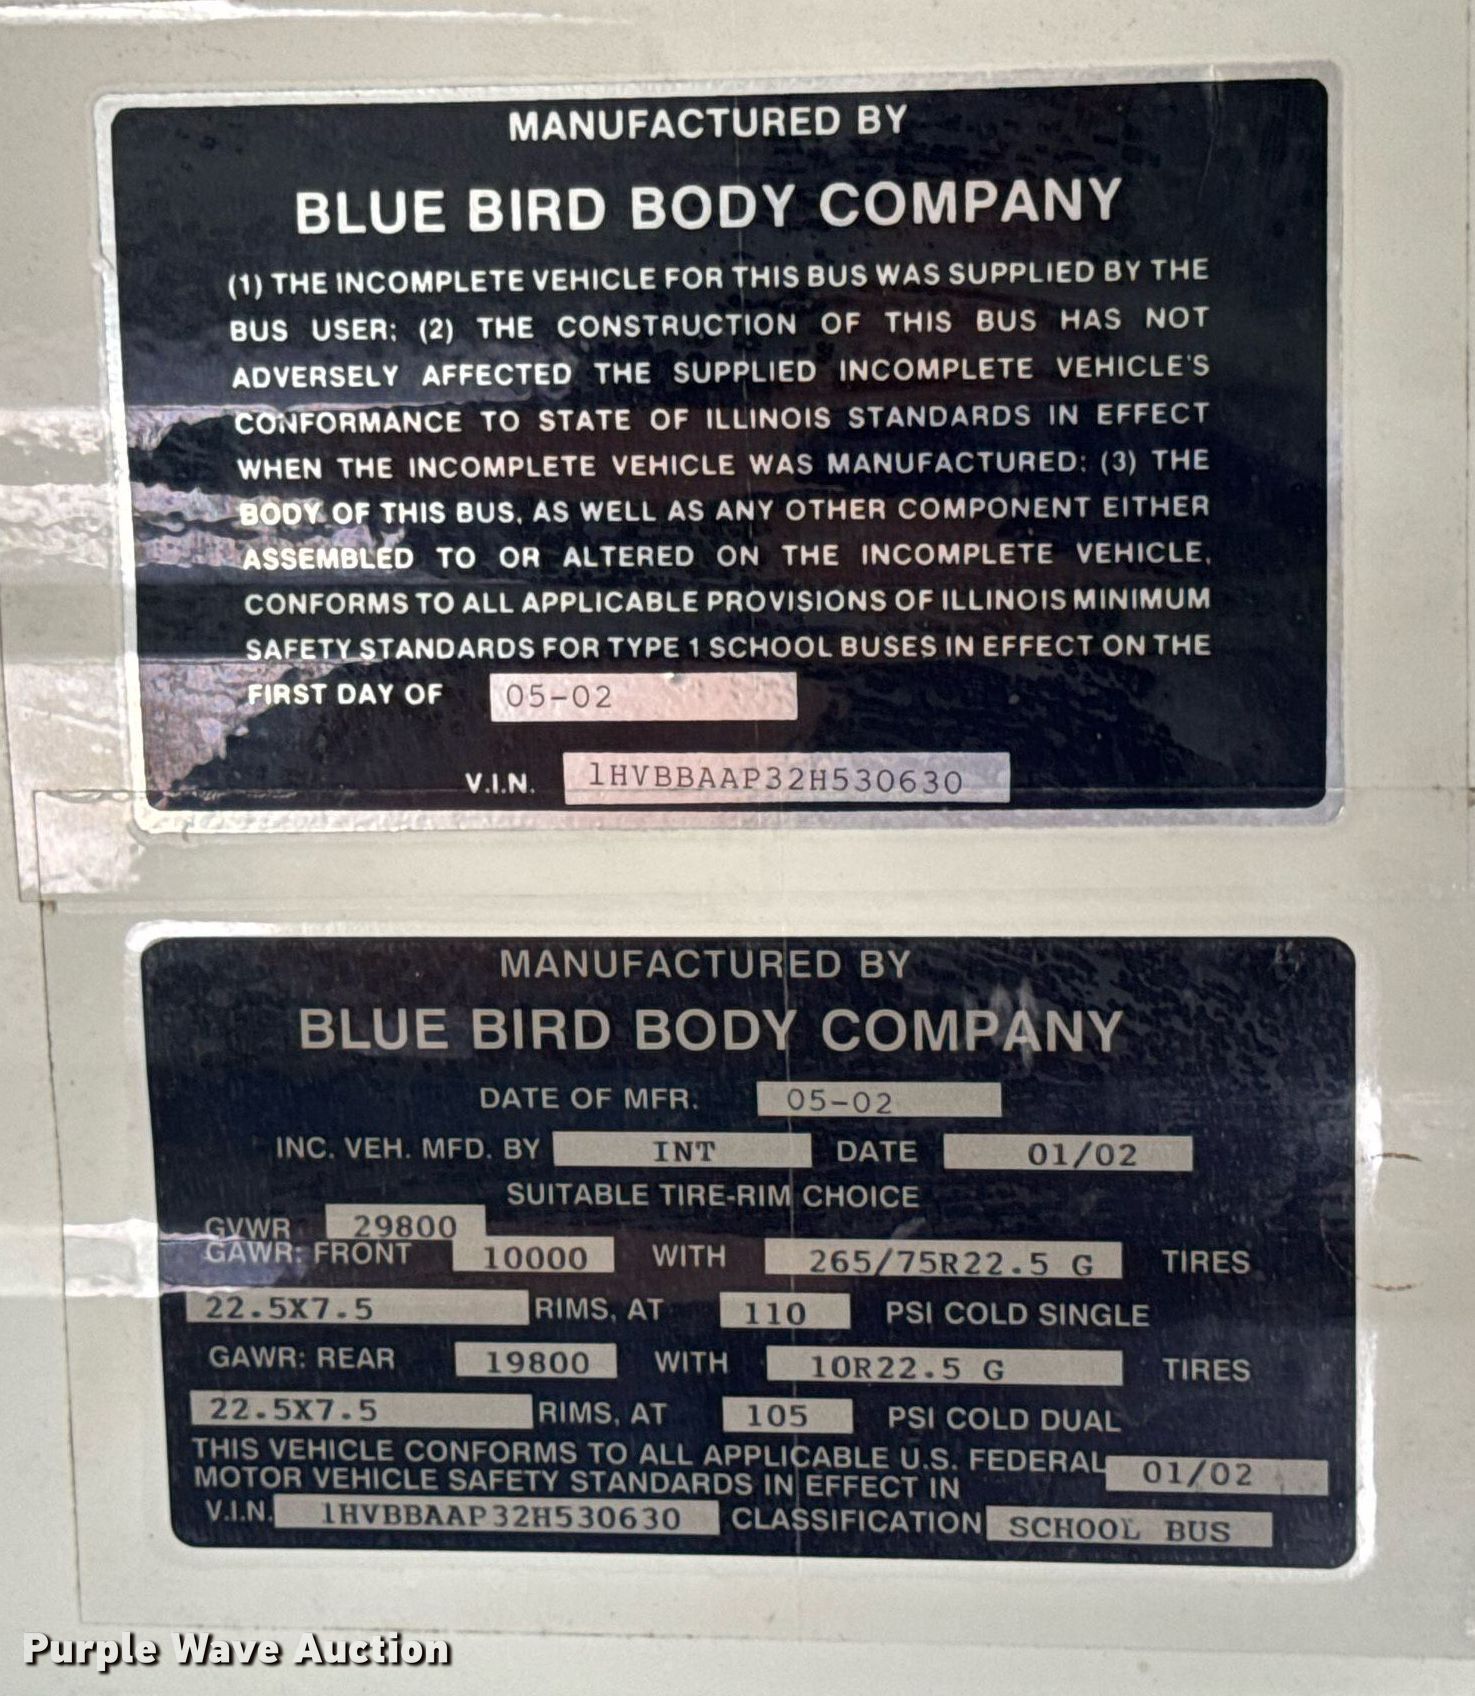 MANUFACTURED BY
BLUE BIRD BODY COMPANY
(1) THE INCOMPLETE VEHICLE FOR THIS BUS WAS SUPPLIED BY THE
BUS USER; (2) THE CONSTRUCTION OF THIS BUS HAS NOT
ADVERSELY AFFECTED THE SUPPLIED INCOMPLETE VEHICLE'S
CONFORMANCE TO STATE OF ILLINOIS STANDARDS IN EFFECT
WHEN THE INCOMPLETE VEHICLE WAS MANUFACTURED; (3) THE
BODY OF THIS BUS, AS WELL AS ANY OTHER COMPONENT EITHER
ASSEMBLED TO OR ALTERED ON THE INCOMPLETE VEHICLE,
CONFORMS TO ALL APPLICABLE PROVISIONS OF ILLINOIS MINIMUM
SAFETY STANDARDS FOR TYPE 1 SCHOOL BUSES IN EFFECT ON THE
FIRST DAY OF 05-02
V.I.N. 1HVBBAAP32H530630
MANUFACTURED BY
BLUE BIRD BODY COMPANY
DATE OF MFR. 05-02
INC. VEH. MFD. BY INT DATE 01/02
SUITABLE TIRE-RIM CHOICE
GVWR 29800
GAWR: FRONT 10000 WITH 265/75R22.5 G TIRES
22.5X7.5 RIMS, AT 110 PSI COLD SINGLE
GAWR: REAR 19800 WITH 10R22.5 G TIRES
22.5X7.5 RIMS, AT 105 PSI COLD DUAL
THIS VEHICLE CONFORMS TO ALL APPLICABLE U.S. FEDERAL
MOTOR VEHICLE SAFETY STANDARDS IN EFFECT IN 01/02
V.I.N. 1HVBBAAP32H530630 CLASSIFICATION SCHOOL BUS
Purple Wave Auction